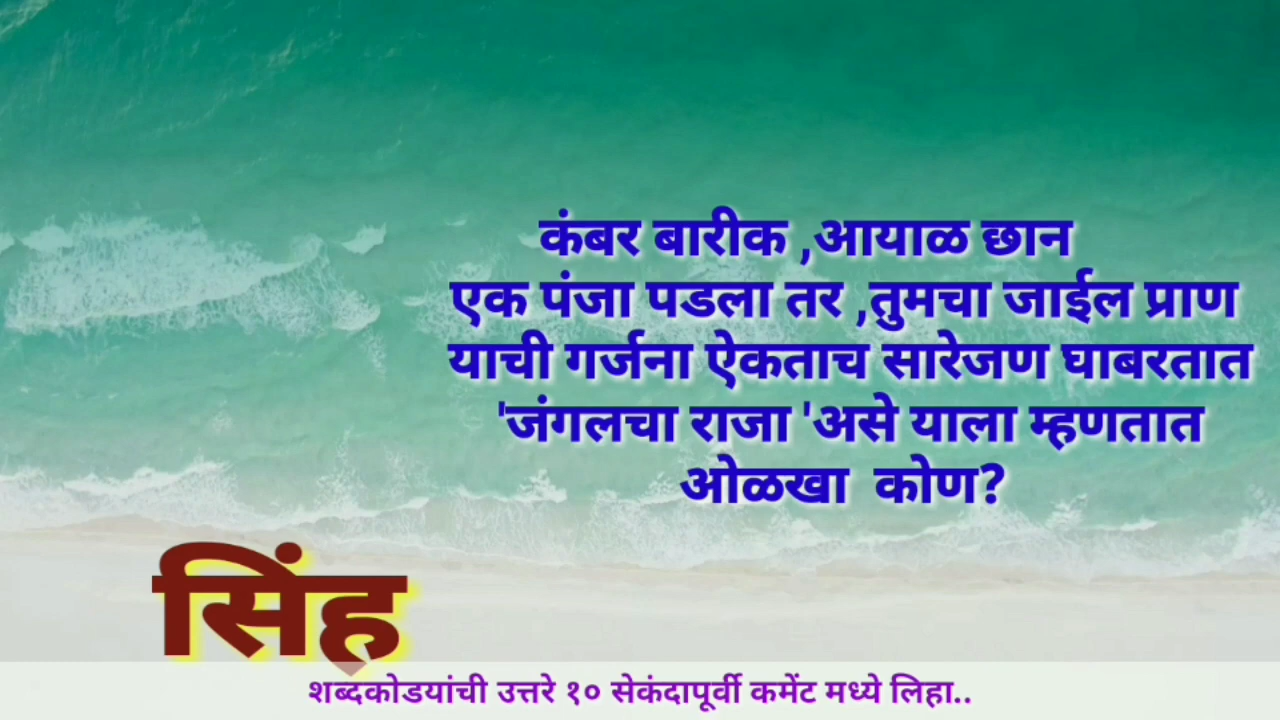 कंबर बारीक ,आयाळ छान
एक पंजा पडला तर ,तुमचा जाईल प्राण
याची गर्जना ऐकताच सारेजण घाबरतात
'जंगलचा राजा 'असे याला म्हणतात
ओळखा कोण?
सिंह
शब्दकोडयांची उत्तरे १० सेकंदापूर्वी कमेंट मध्ये लिहा..